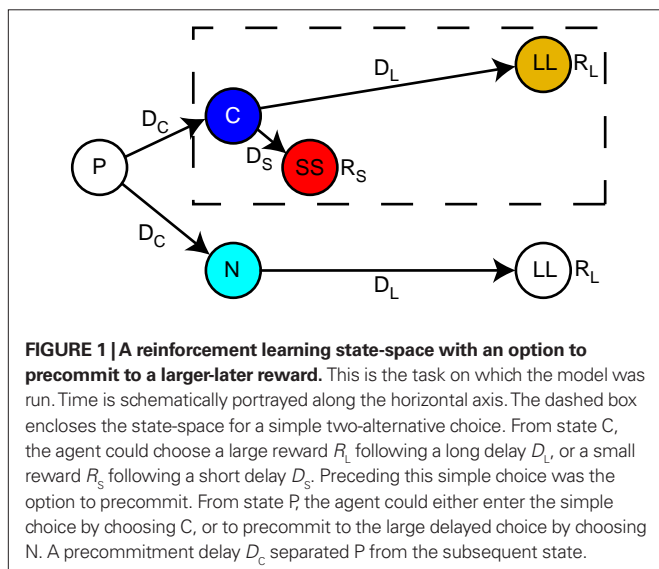 LL R_L
D_L
D_C C
D_S
P SS R_S
D_C
N LL R_L
D_L
FIGURE 1 | A reinforcement learning state-space with an option to
precommit to a larger-later reward. This is the task on which the model was
run. Time is schematically portrayed along the horizontal axis. The dashed box
encloses the state-space for a simple two-alternative choice. From state C,
the agent could choose a large reward R_L following a long delay D_L, or a small
reward R_S following a short delay D_S. Preceding this simple choice was the
option to precommit. From state P, the agent could either enter the simple
choice by choosing C, or to precommit to the large delayed choice by choosing
N. A precommitment delay D_C separated P from the subsequent state.